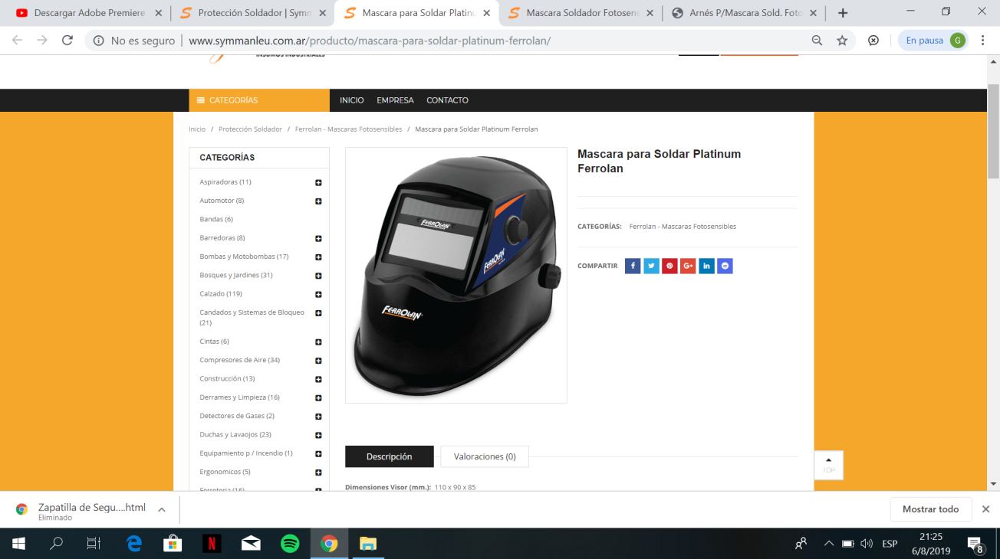 Descargar Adobe Premiere
Protección Soldador | Symm
Mascara para Soldar Platinu
Mascara Soldador Fotosens
Arnés P/Mascara Sold. Foto
No es seguro
www.symmanleu.com.ar/producto/mascara-para-soldar-platinum-ferrolan/
En pausa
G
INSUMOS INDUSTRIALES
CATEGORÍAS
INICIO
EMPRESA
CONTACTO
Inicio / Protección Soldador / Ferrolan - Mascaras Fotosensibles / Mascara para Soldar Platinum Ferrolan
CATEGORÍAS
Aspiradoras (11)
Automotor (8)
Bandas (6)
Barredoras (8)
Bombas y Motobombas (17)
Bosques y Jardines (31)
Calzado (119)
Candados y Sistemas de Bloqueo
(21)
Cintas (6)
Compresores de Aire (34)
Construcción (13)
Derrames y Limpieza (16)
Detectores de Gases (2)
Duchas y Lavaojos (23)
Equipamiento p / Incendio (1)
Ergonomicos (5)
Ferreteria (16)
FERROLAN
FERROLAN
FERROLAN
Mascara para Soldar Platinum
Ferrolan
CATEGORÍAS: Ferrolan - Mascaras Fotosensibles
COMPARTIR
Descripción
Valoraciones (0)
Dimensiones Visor (mm.): 110 x 90 x 85
TOP
Zapatilla de Segu....html
Eliminado
Mostrar todo
ESP
21:25
6/8/2019
8